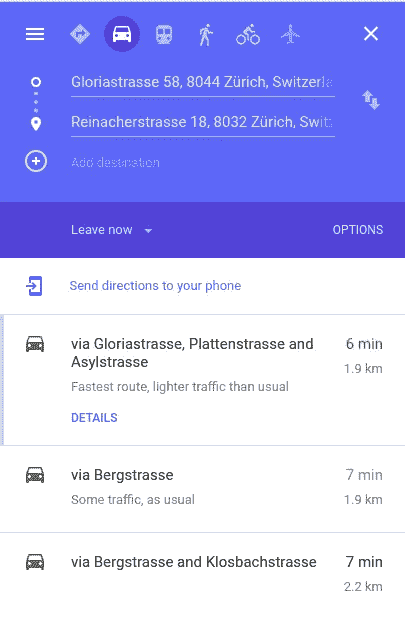 Gloriastrasse 58, 8044 Zürich, Switzerla
Reinacherstrasse 18, 8032 Zürich, Swit
Add destination
Leave now
OPTIONS
Send directions to your phone
via Gloriastrasse, Plattenstrasse and 6 min
Asylstrasse 1.9 km
Fastest route, lighter traffic than usual
DETAILS
via Bergstrasse 7 min
Some traffic, as usual 1.9 km
via Bergstrasse and Klosbachstrasse 7 min
2.2 km